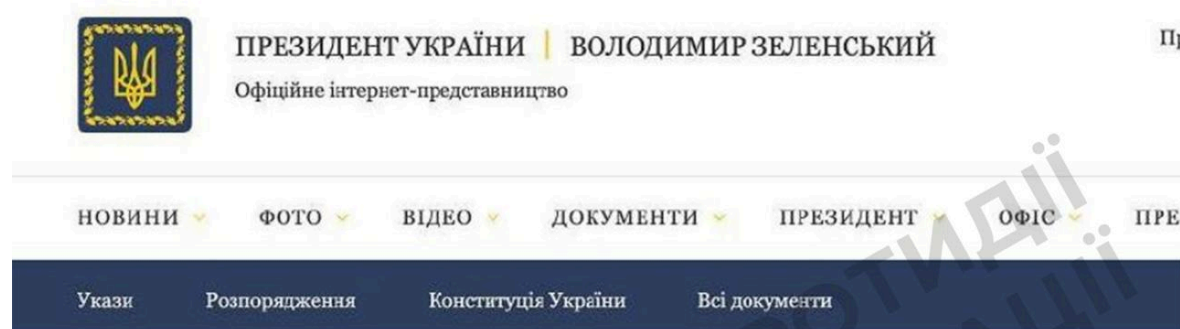 ПРЕЗИДЕНТ УКРАЇНИ | ВОЛОДИМИР ЗЕЛЕНСЬКИЙ
Офіційне інтернет-представництво
НОВИНИ ФОТО ВІДЕО ДОКУМЕНТИ ПРЕЗИДЕНТ ОФІС
Укази Розпорядження Конституція України Всі документи